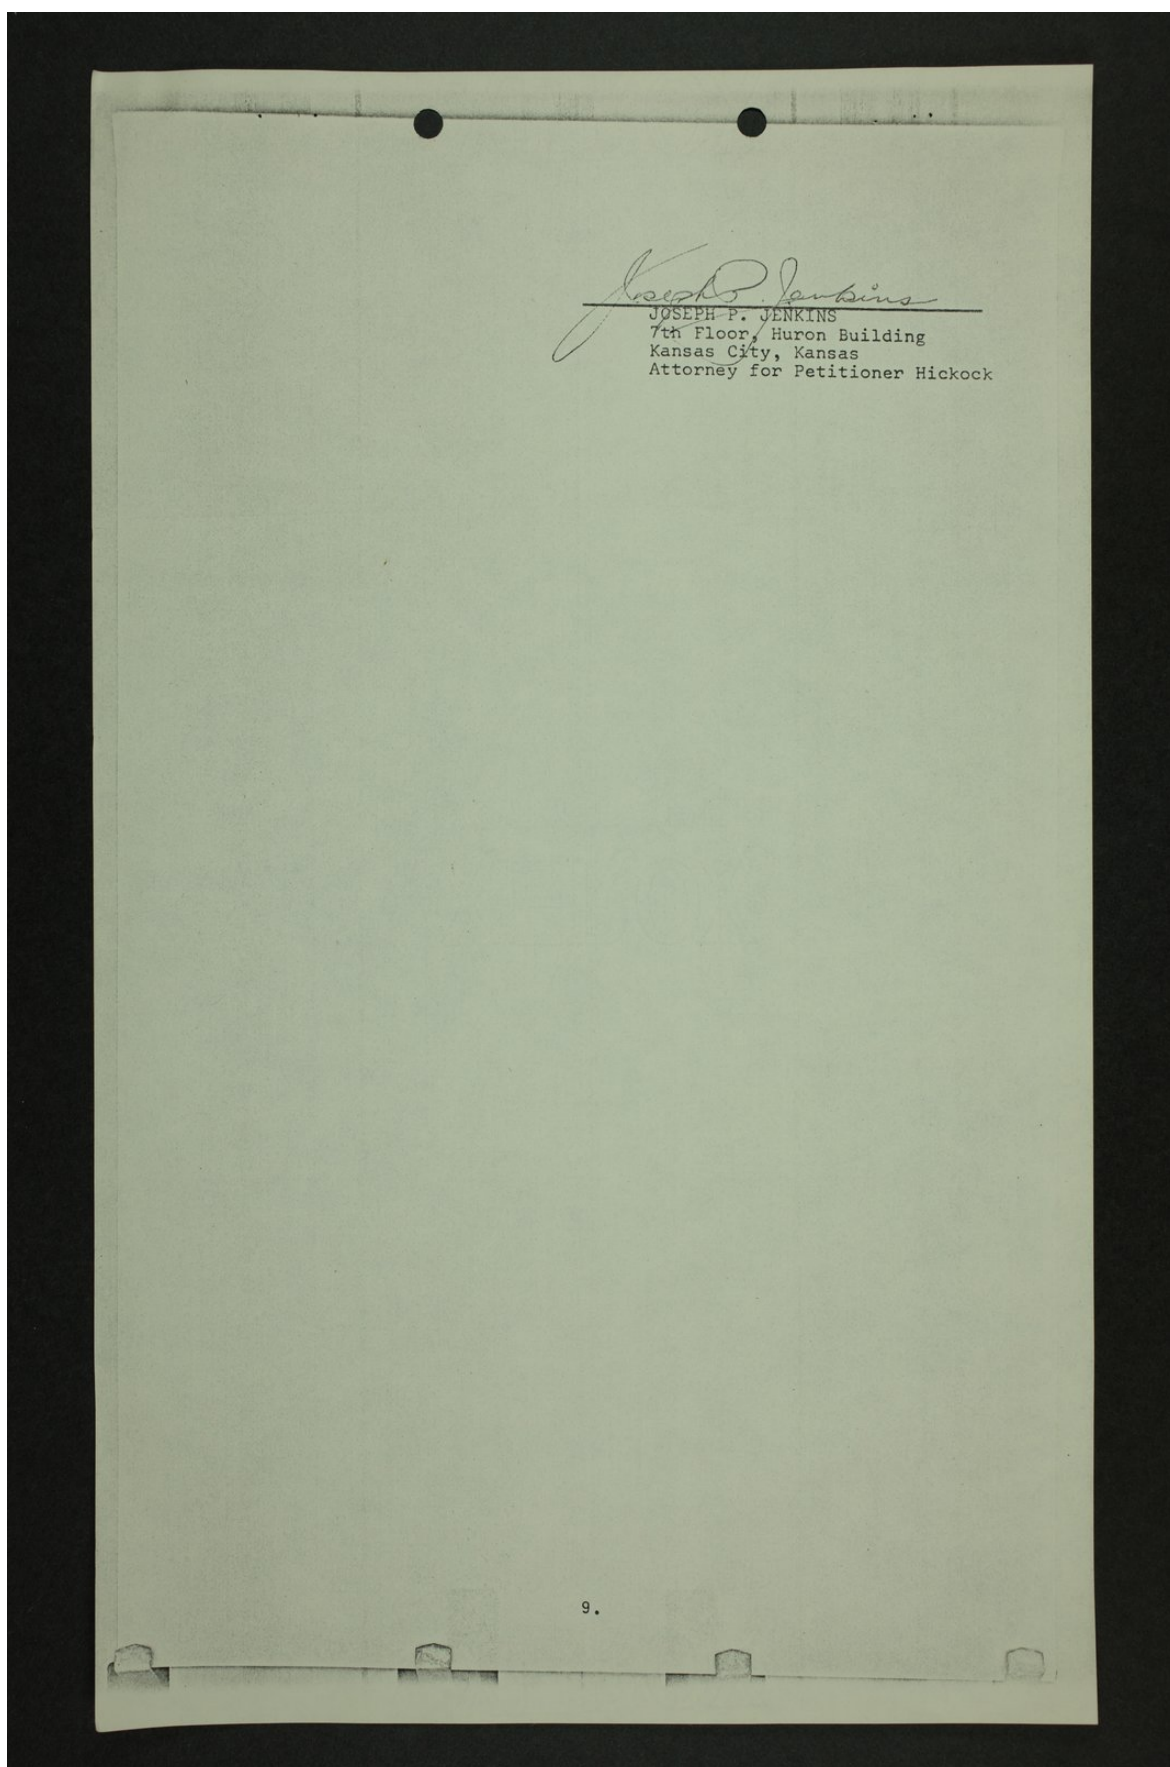 Joseph P. Jenkins
JOSEPH P. JENKINS
7th Floor, Huron Building
Kansas City, Kansas
Attorney for Petitioner Hickock
9.